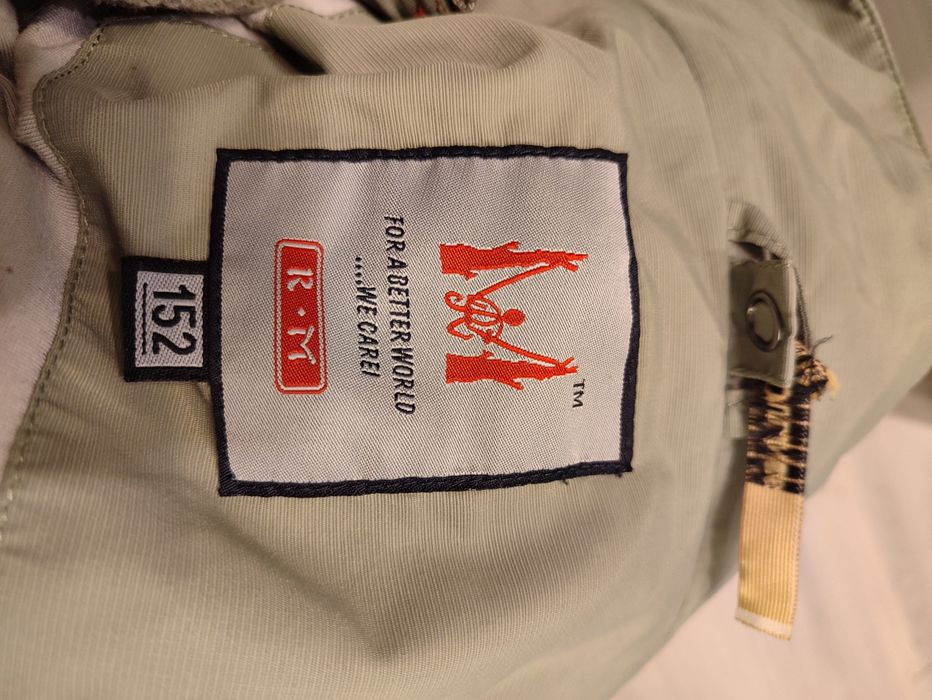 TM
FOR A BETTER WORLD
....WE CARE!
R·M
152